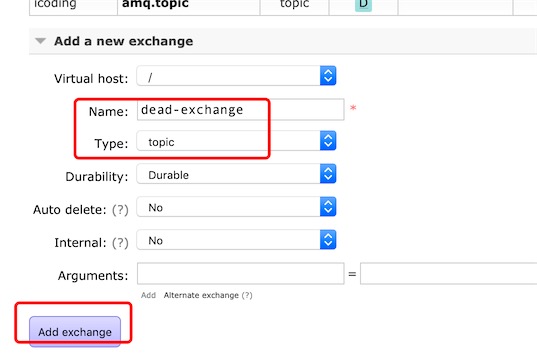 icoding amq.topic topic D
Add a new exchange
Virtual host: /
Name: dead-exchange *
Type: topic
Durability: Durable
Auto delete: (?) No
Internal: (?) No
Arguments: =
Add Alternate exchange (?)
Add exchange